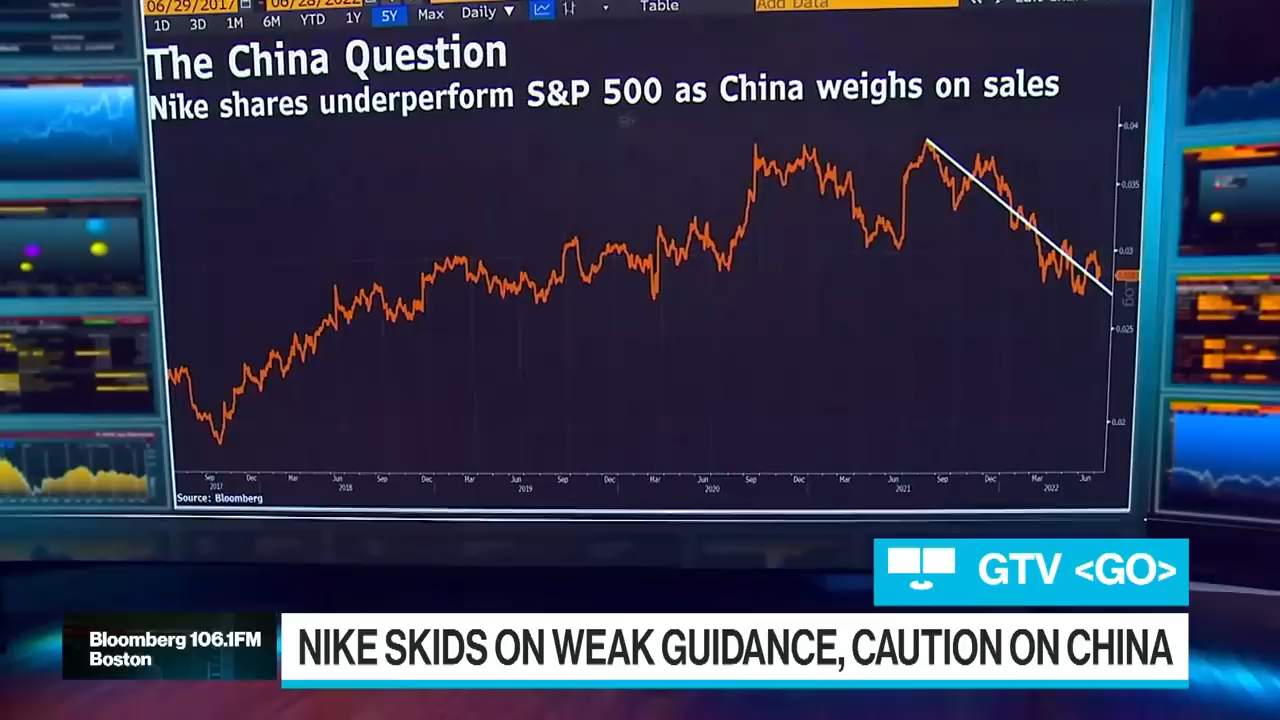 06/29/2017 - 06/28/2022
1D 3D 1M 6M YTD 1Y 5Y Max Daily ▼ Table Add Data
The China Question
Nike shares underperform S&P 500 as China weighs on sales
0.04
0.035
0.03
0.025
0.02
Log
Sep Dec Mar Jun Sep Dec Mar Jun Sep Dec Mar Jun Sep Dec Mar Jun Sep Dec Mar Jun
2017 2018 2019 2020 2021 2022
Source: Bloomberg
GTV <GO>
Bloomberg 106.1FM
Boston
NIKE SKIDS ON WEAK GUIDANCE, CAUTION ON CHINA